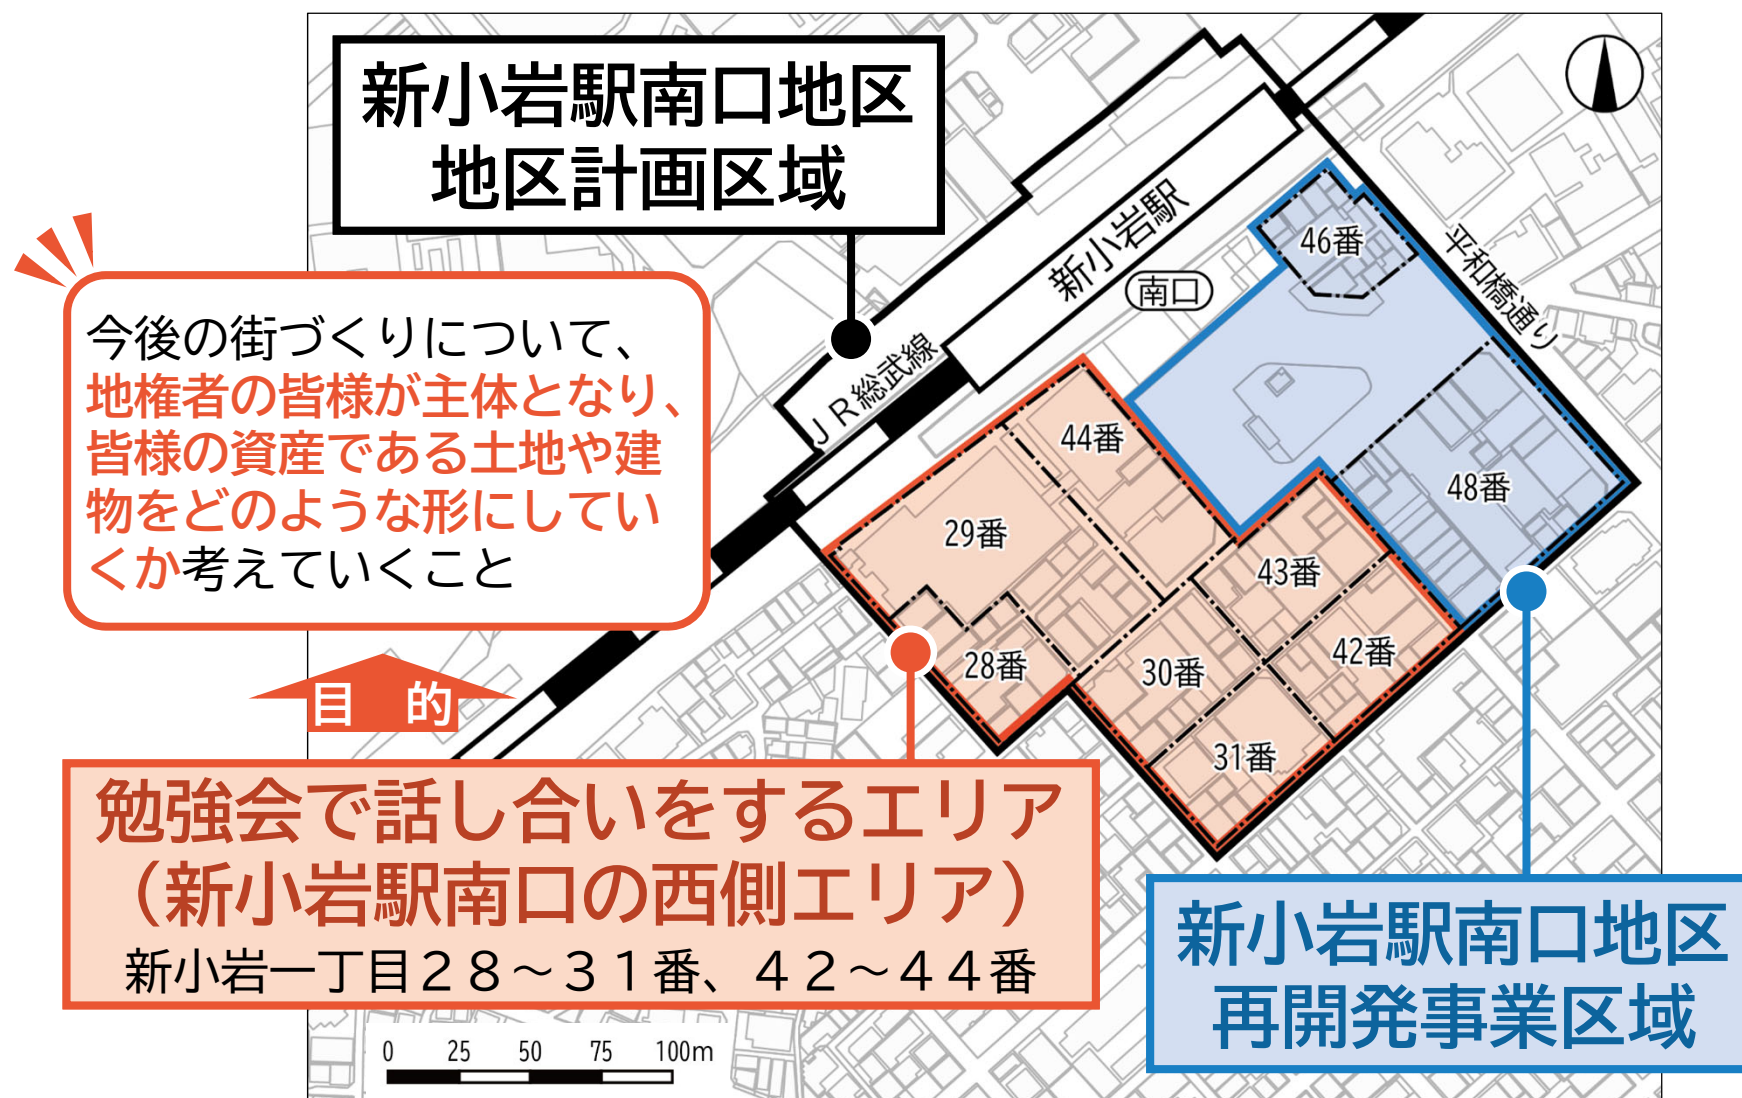 新小岩駅南口地区
地区計画区域
今後の街づくりについて、
地権者の皆様が主体となり、
皆様の資産である土地や建
物をどのような形にしてい
くか考えていくこと
目 的
勉強会で話し合いをするエリア
（新小岩駅南口の西側エリア）
新小岩一丁目２８～３１番、４２～４４番
新小岩駅南口地区
再開発事業区域
新小岩駅
南口
ＪＲ総武線
平和橋通り
46番
44番
48番
29番
43番
42番
28番
30番
31番
0 25 50 75 100m